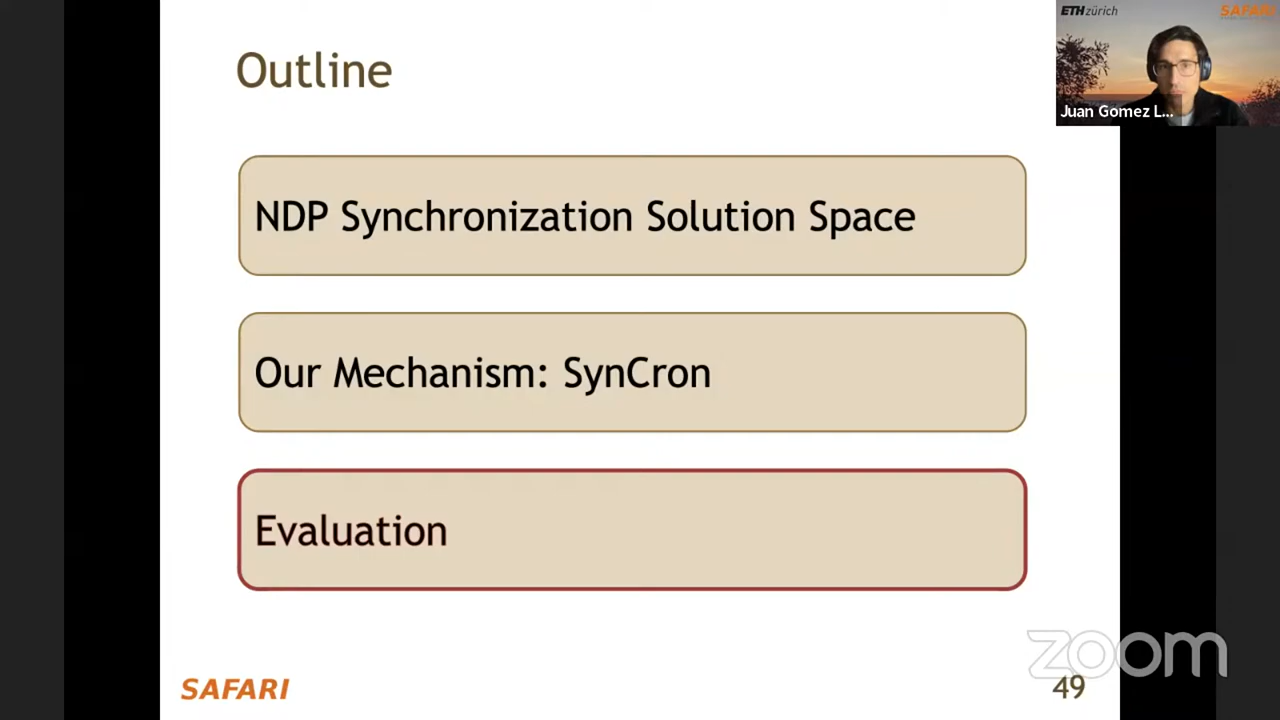 Outline
ETH zürich
SAFARI
Juan Gomez L...
NDP Synchronization Solution Space
Our Mechanism: SynCron
Evaluation
SAFARI
zoom
49